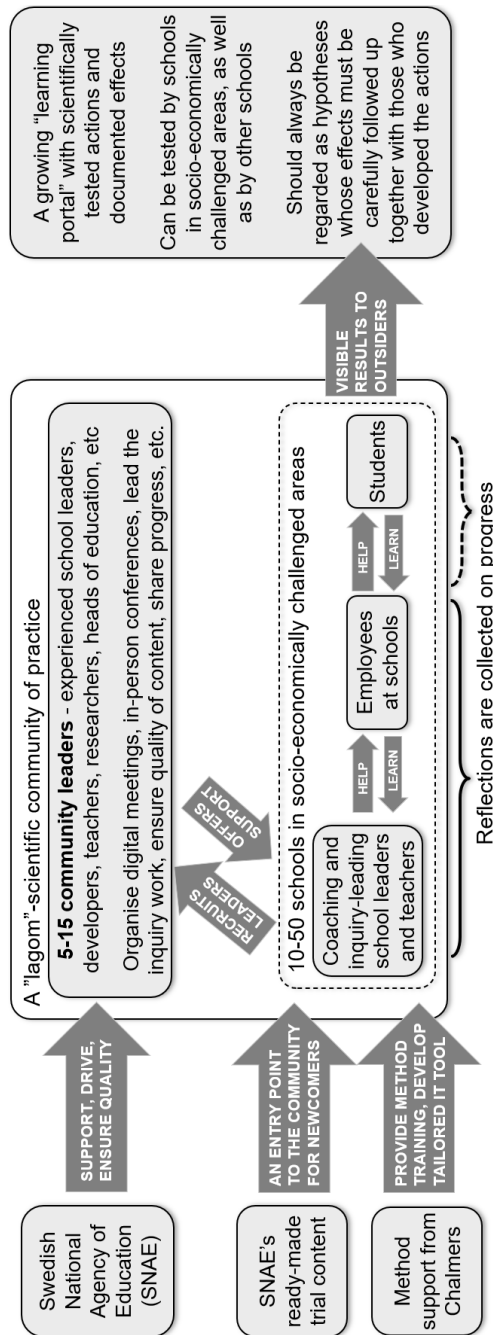 Swedish
National
Agency of
Education
(SNAE)
SUPPORT, DRIVE,
ENSURE QUALITY
SNAE's
ready-made
trial content
AN ENTRY POINT
TO THE COMMUNITY
FOR NEWCOMERS
Method
support from
Chalmers
PROVIDE METHOD
TRAINING, DEVELOP
TAILORED IT TOOL
A "lagom"-scientific community of practice
5-15 community leaders - experienced school leaders,
developers, teachers, researchers, heads of education, etc
Organise digital meetings, in-person conferences, lead the
inquiry work, ensure quality of content, share progress, etc.
RECRUITS
LEADERS
OFFERS
SUPPORT
10-50 schools in socio-economically challenged areas
Coaching and
inquiry-leading
school leaders
and teachers
HELP
LEARN
Employees
at schools
HELP
LEARN
Students
Reflections are collected on progress
VISIBLE
RESULTS TO
OUTSIDERS
A growing "learning
portal" with scientifically
tested actions and
documented effects
Can be tested by schools
in socio-economically
challenged areas, as well
as by other schools
Should always be
regarded as hypotheses
whose effects must be
carefully followed up
together with those who
developed the actions